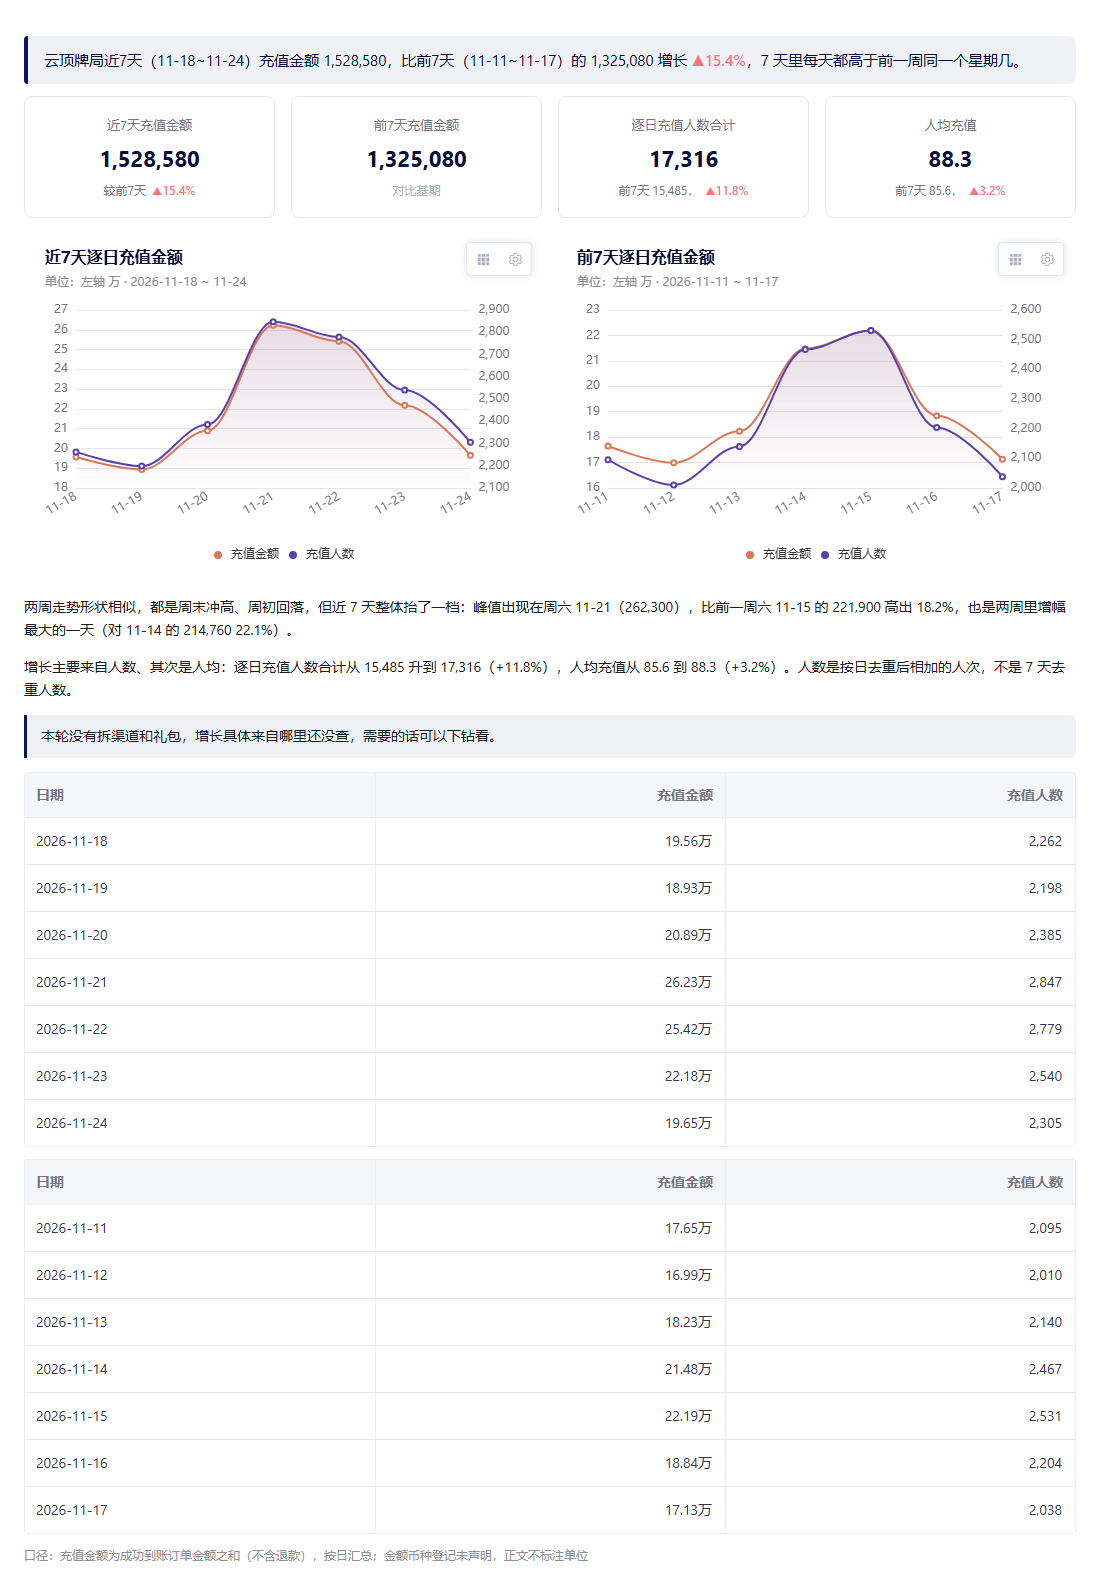 云顶牌局近7天（11-18~11-24）充值金额 1,528,580，比前7天（11-11~11-17）的 1,325,080 增长 ▲15.4%，7 天里每天都高于前一周同一个星期几。
近7天充值金额
1,528,580
较前7天 ▲15.4%
前7天充值金额
1,325,080
对比基期
逐日充值人数合计
17,316
前7天 15,485， ▲11.8%
人均充值
88.3
前7天 85.6， ▲3.2%
近7天逐日充值金额
单位：左轴 万 · 2026-11-18 ~ 11-24
27
26
25
24
23
22
21
20
19
18
2,900
2,800
2,700
2,600
2,500
2,400
2,300
2,200
2,100
11-18
11-19
11-20
11-21
11-22
11-23
11-24
充值金额
充值人数
前7天逐日充值金额
单位：左轴 万 · 2026-11-11 ~ 11-17
23
22
21
20
19
18
17
16
2,600
2,500
2,400
2,300
2,200
2,100
2,000
11-11
11-12
11-13
11-14
11-15
11-16
11-17
充值金额
充值人数
两周走势形状相似，都是周末冲高、周初回落，但近 7 天整体抬了一档：峰值出现在周六 11-21（262,300），比前一周六 11-15 的 221,900 高出 18.2%，也是两周里增幅
最大的一天（对 11-14 的 214,760 22.1%）。
增长主要来自人数、其次是人均：逐日充值人数合计从 15,485 升到 17,316（+11.8%），人均充值从 85.6 到 88.3（+3.2%）。人数是按日去重后相加的人次，不是 7 天去
重人数。
本轮没有拆渠道和礼包，增长具体来自哪里还没查，需要的话可以下钻看。
日期 充值金额 充值人数
2026-11-18 19.56万 2,262
2026-11-19 18.93万 2,198
2026-11-20 20.89万 2,385
2026-11-21 26.23万 2,847
2026-11-22 25.42万 2,779
2026-11-23 22.18万 2,540
2026-11-24 19.65万 2,305
日期 充值金额 充值人数
2026-11-11 17.65万 2,095
2026-11-12 16.99万 2,010
2026-11-13 18.23万 2,140
2026-11-14 21.48万 2,467
2026-11-15 22.19万 2,531
2026-11-16 18.84万 2,204
2026-11-17 17.13万 2,038
口径：充值金额为成功到账订单金额之和（不含退款），按日汇总；金额币种登记未声明，正文不标注单位